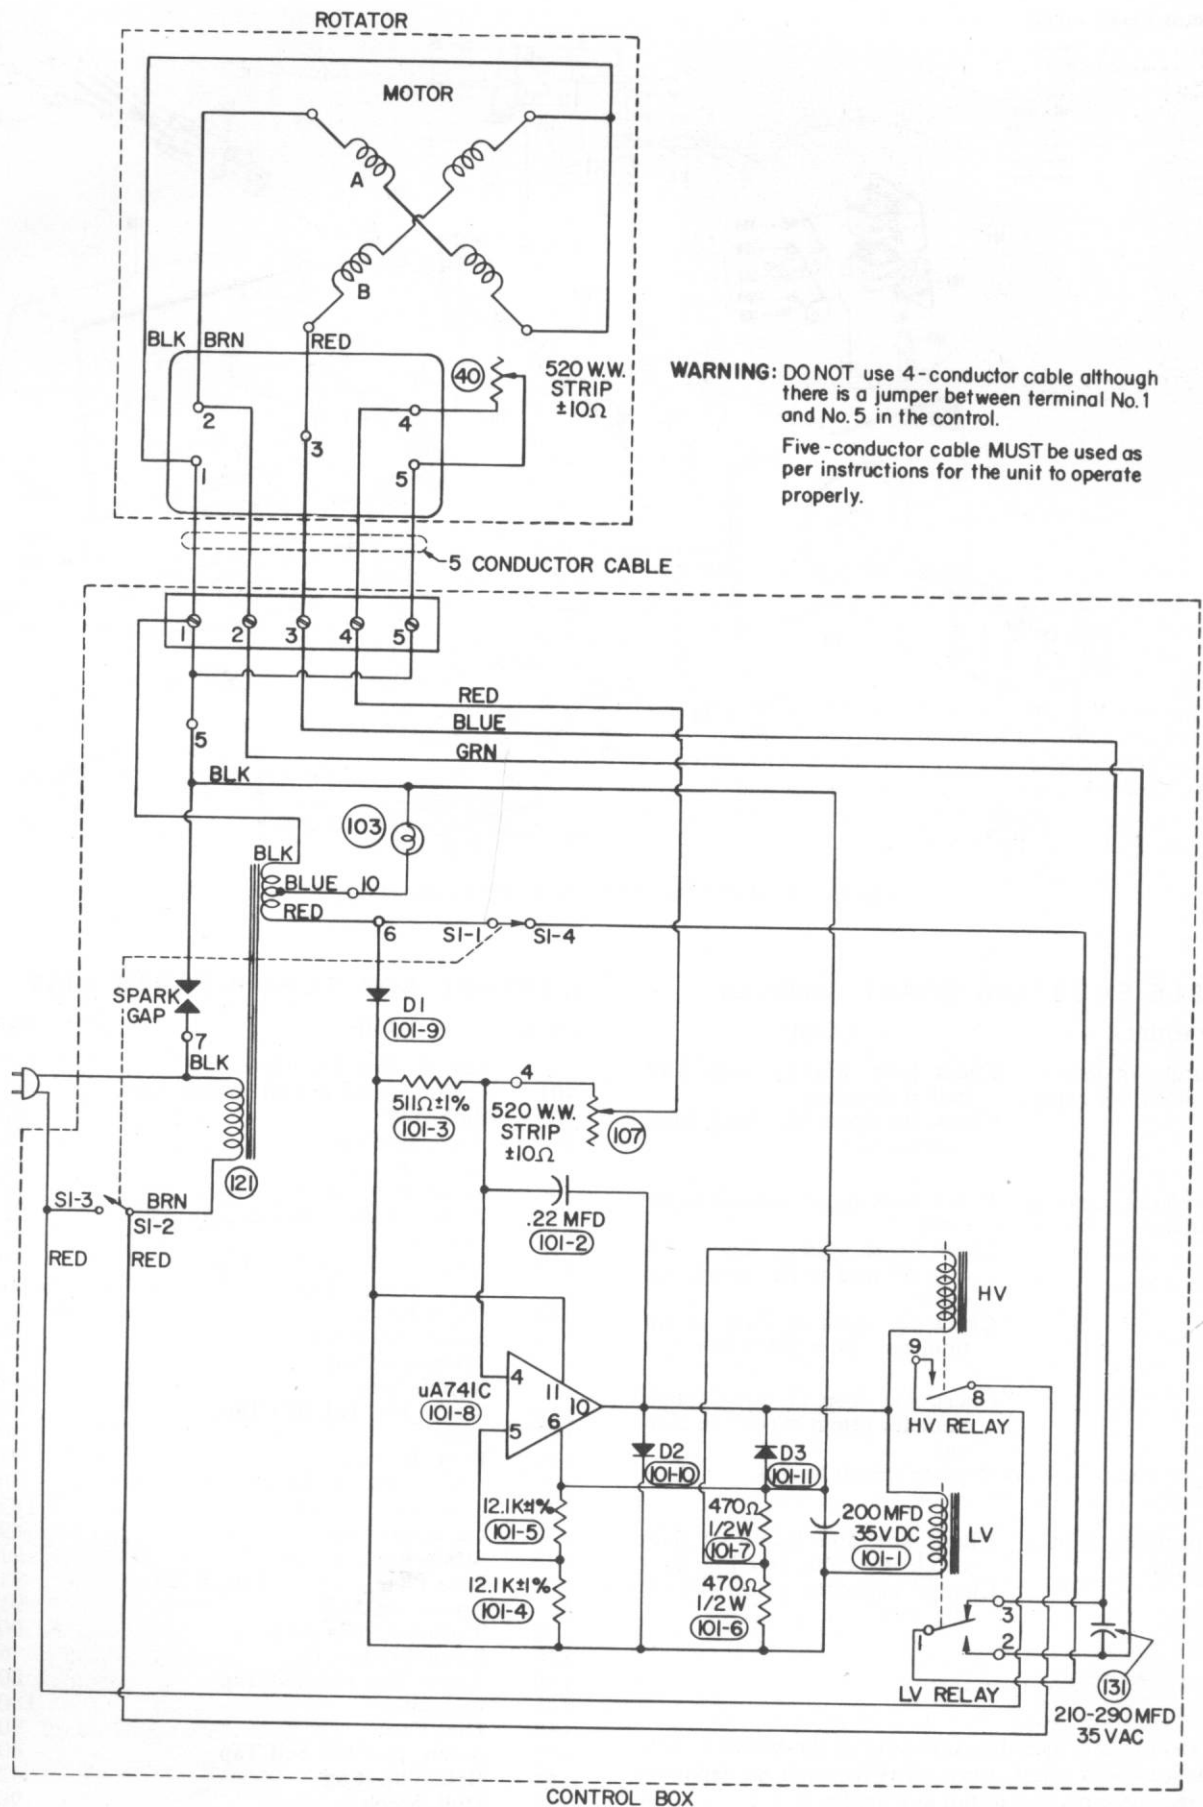 ROTATOR
MOTOR
A
B
BLK
BRN
RED
2
3
4
1
5
40
520 W.W.
STRIP
±10Ω
WARNING: DO NOT use 4-conductor cable although
there is a jumper between terminal No.1
and No.5 in the control.
Five-conductor cable MUST be used as
per instructions for the unit to operate
properly.
5 CONDUCTOR CABLE
1
2
3
4
5
RED
BLUE
GRN
5
BLK
103
BLK
BLUE
10
RED
6
S1-1
S1-4
SPARK
GAP
7
BLK
D1
101-9
4
511Ω±1%
101-3
520 W.W.
STRIP
±10Ω
107
121
S1-3
BRN
S1-2
RED
RED
.22 MFD
101-2
HV
9
8
HV RELAY
uA741C
101-8
4
5
11
10
6
D2
101-10
D3
101-11
12.1K±1%
101-5
470Ω
1/2W
101-7
200 MFD
35VDC
101-1
LV
12.1K±1%
101-4
470Ω
1/2W
101-6
1
3
2
LV RELAY
131
210-290 MFD
35 VAC
CONTROL BOX